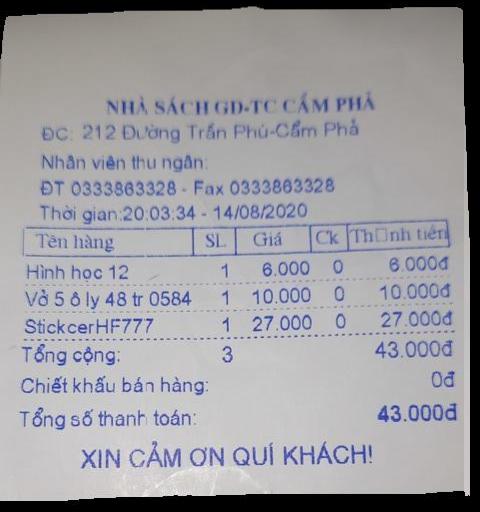 NHÀ SÁCH GD-TC CẨM PHẢ
ĐC: 212 Đường Trần Phú-Cẩm Phả
Nhân viên thu ngân:
ĐT 0333863328 - Fax 0333863328
Thời gian:20:03:34 - 14/08/2020
Tên hàng SL Giá Ck Th□nh tiền
Hình học 12 1 6.000 0 6.000đ
Vở 5 ô ly 48 tr 0584 1 10.000 0 10.000đ
StickcerHF777 1 27.000 0 27.000đ
Tổng cộng: 3 43.000đ
Chiết khấu bán hàng: 0đ
Tổng số thanh toán: 43.000đ
XIN CẢM ƠN QUÍ KHÁCH!